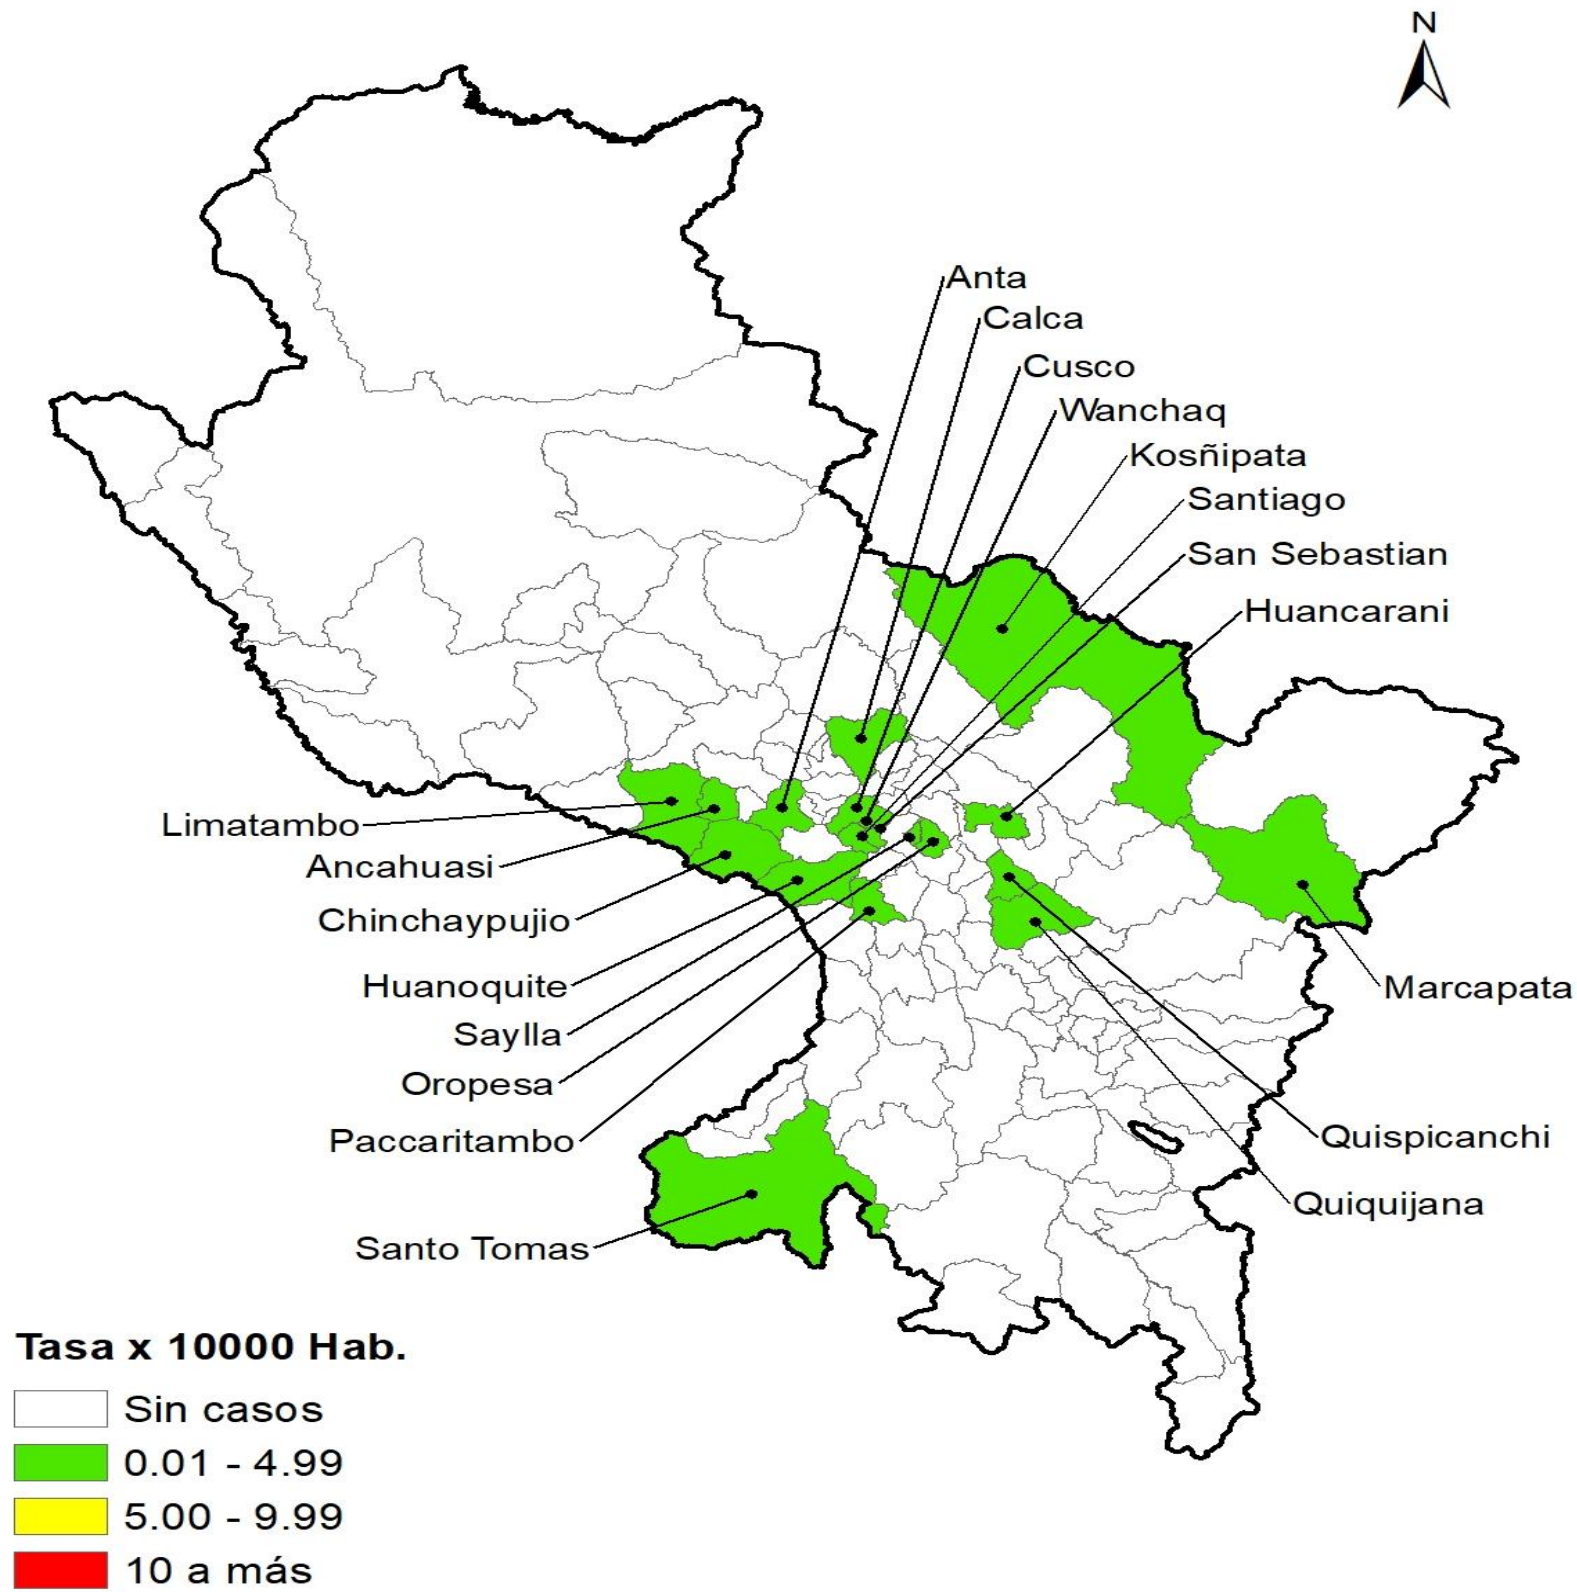 N
Anta
Calca
Cusco
Wanchaq
Kosñipata
Santiago
San Sebastian
Huancarani
Limatambo
Ancahuasi
Chinchaypujio
Huanoquite
Saylla
Oropesa
Paccaritambo
Santo Tomas
Marcapata
Quispicanchi
Quiquijana
Tasa x 10000 Hab.
Sin casos
0.01 - 4.99
5.00 - 9.99
10 a más